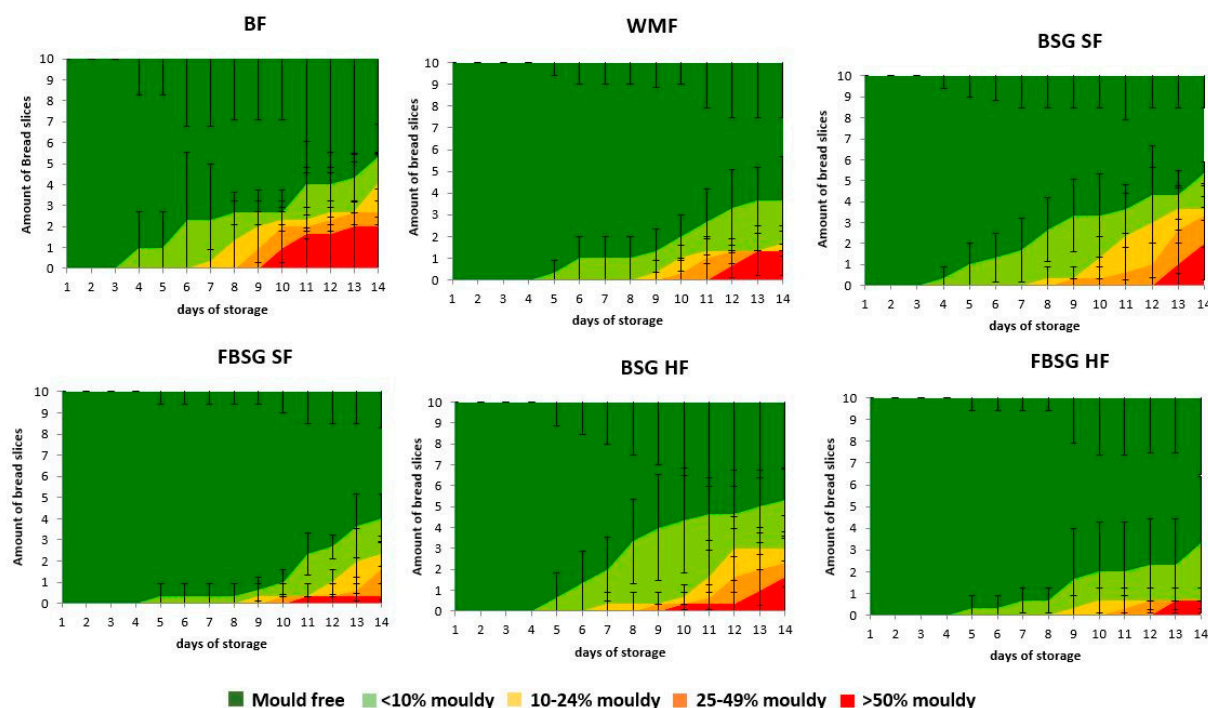 BF
WMF
BSG SF
Amount of Bread slices
10
9
8
7
6
5
4
3
2
1
0
1 2 3 4 5 6 7 8 9 10 11 12 13 14
days of storage
Amount of bread slices
10
9
8
7
6
5
4
3
2
1
0
1 2 3 4 5 6 7 8 9 10 11 12 13 14
days of storage
Amount of bread slices
10
9
8
7
6
5
4
3
2
1
0
1 2 3 4 5 6 7 8 9 10 11 12 13 14
days of storage
FBSG SF
BSG HF
FBSG HF
Amount of bread slices
10
9
8
7
6
5
4
3
2
1
0
1 2 3 4 5 6 7 8 9 10 11 12 13 14
days of storage
Amount of bread slices
10
9
8
7
6
5
4
3
2
1
0
1 2 3 4 5 6 7 8 9 10 11 12 13 14
days of storage
Amount of bread slices
10
9
8
7
6
5
4
3
2
1
0
1 2 3 4 5 6 7 8 9 10 11 12 13 14
days of storage
Mould free <10% mouldy 10-24% mouldy 25-49% mouldy >50% mouldy